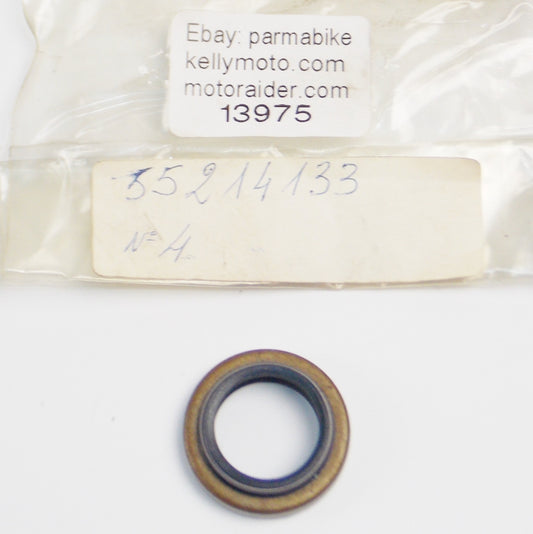 Ebay: parmabike
kellymoto.com
motoraider.com
13975
55214133
N= 4